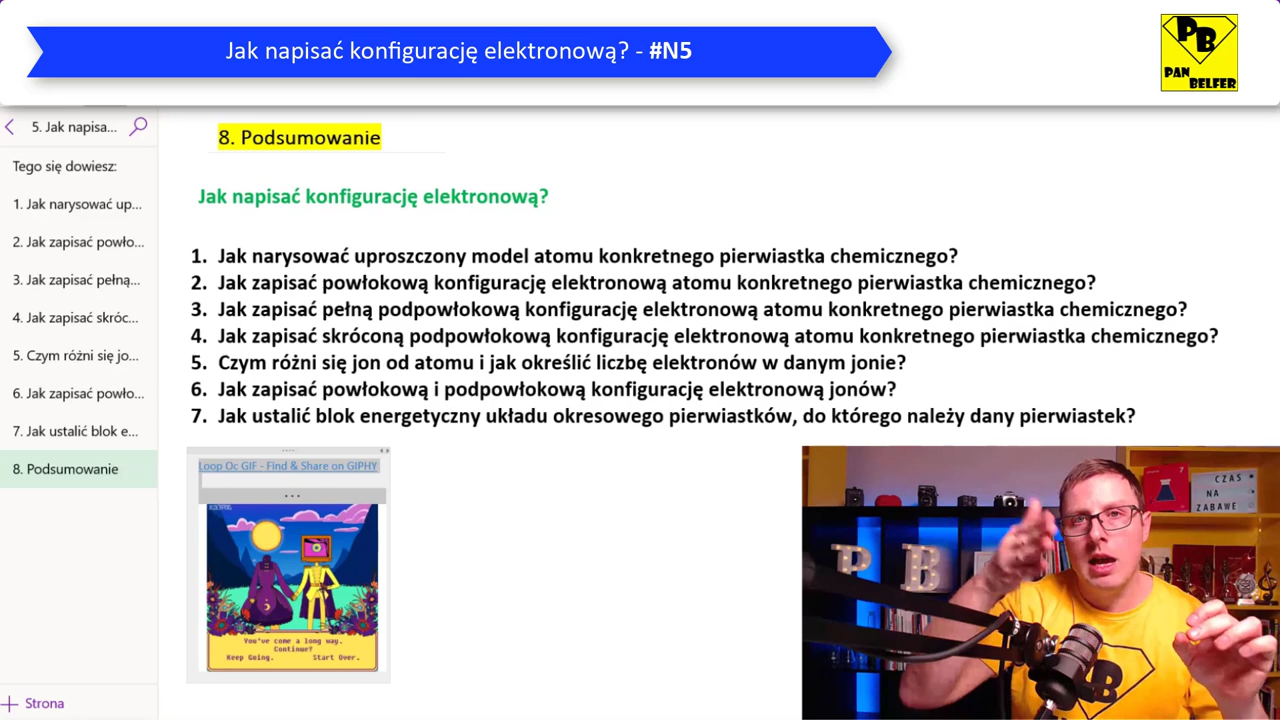 Jak napisać konfigurację elektronową? - #N5
PB
PAN
BELFER
5. Jak napisa...
Tego się dowiesz:
1. Jak narysować up...
2. Jak zapisać powło...
3. Jak zapisać pełną...
4. Jak zapisać skróc...
5. Czym różni się jo...
6. Jak zapisać powło...
7. Jak ustalić blok e...
8. Podsumowanie
Strona
8. Podsumowanie
Jak napisać konfigurację elektronową?
1. Jak narysować uproszczony model atomu konkretnego pierwiastka chemicznego?
2. Jak zapisać powłokową konfigurację elektronową atomu konkretnego pierwiastka chemicznego?
3. Jak zapisać pełną podpowłokową konfigurację elektronową atomu konkretnego pierwiastka chemicznego?
4. Jak zapisać skróconą podpowłokową konfigurację elektronową atomu konkretnego pierwiastka chemicznego?
5. Czym różni się jon od atomu i jak określić liczbę elektronów w danym jonie?
6. Jak zapisać powłokową i podpowłokową konfigurację elektronową jonów?
7. Jak ustalić blok energetyczny układu okresowego pierwiastków, do którego należy dany pierwiastek?
Loop Oc GIF - Find & Share on GIPHY
You've come a long way.
Continue?
Keep Going. Start Over.
P B
7
CZAS
NA
ZABAWE
B